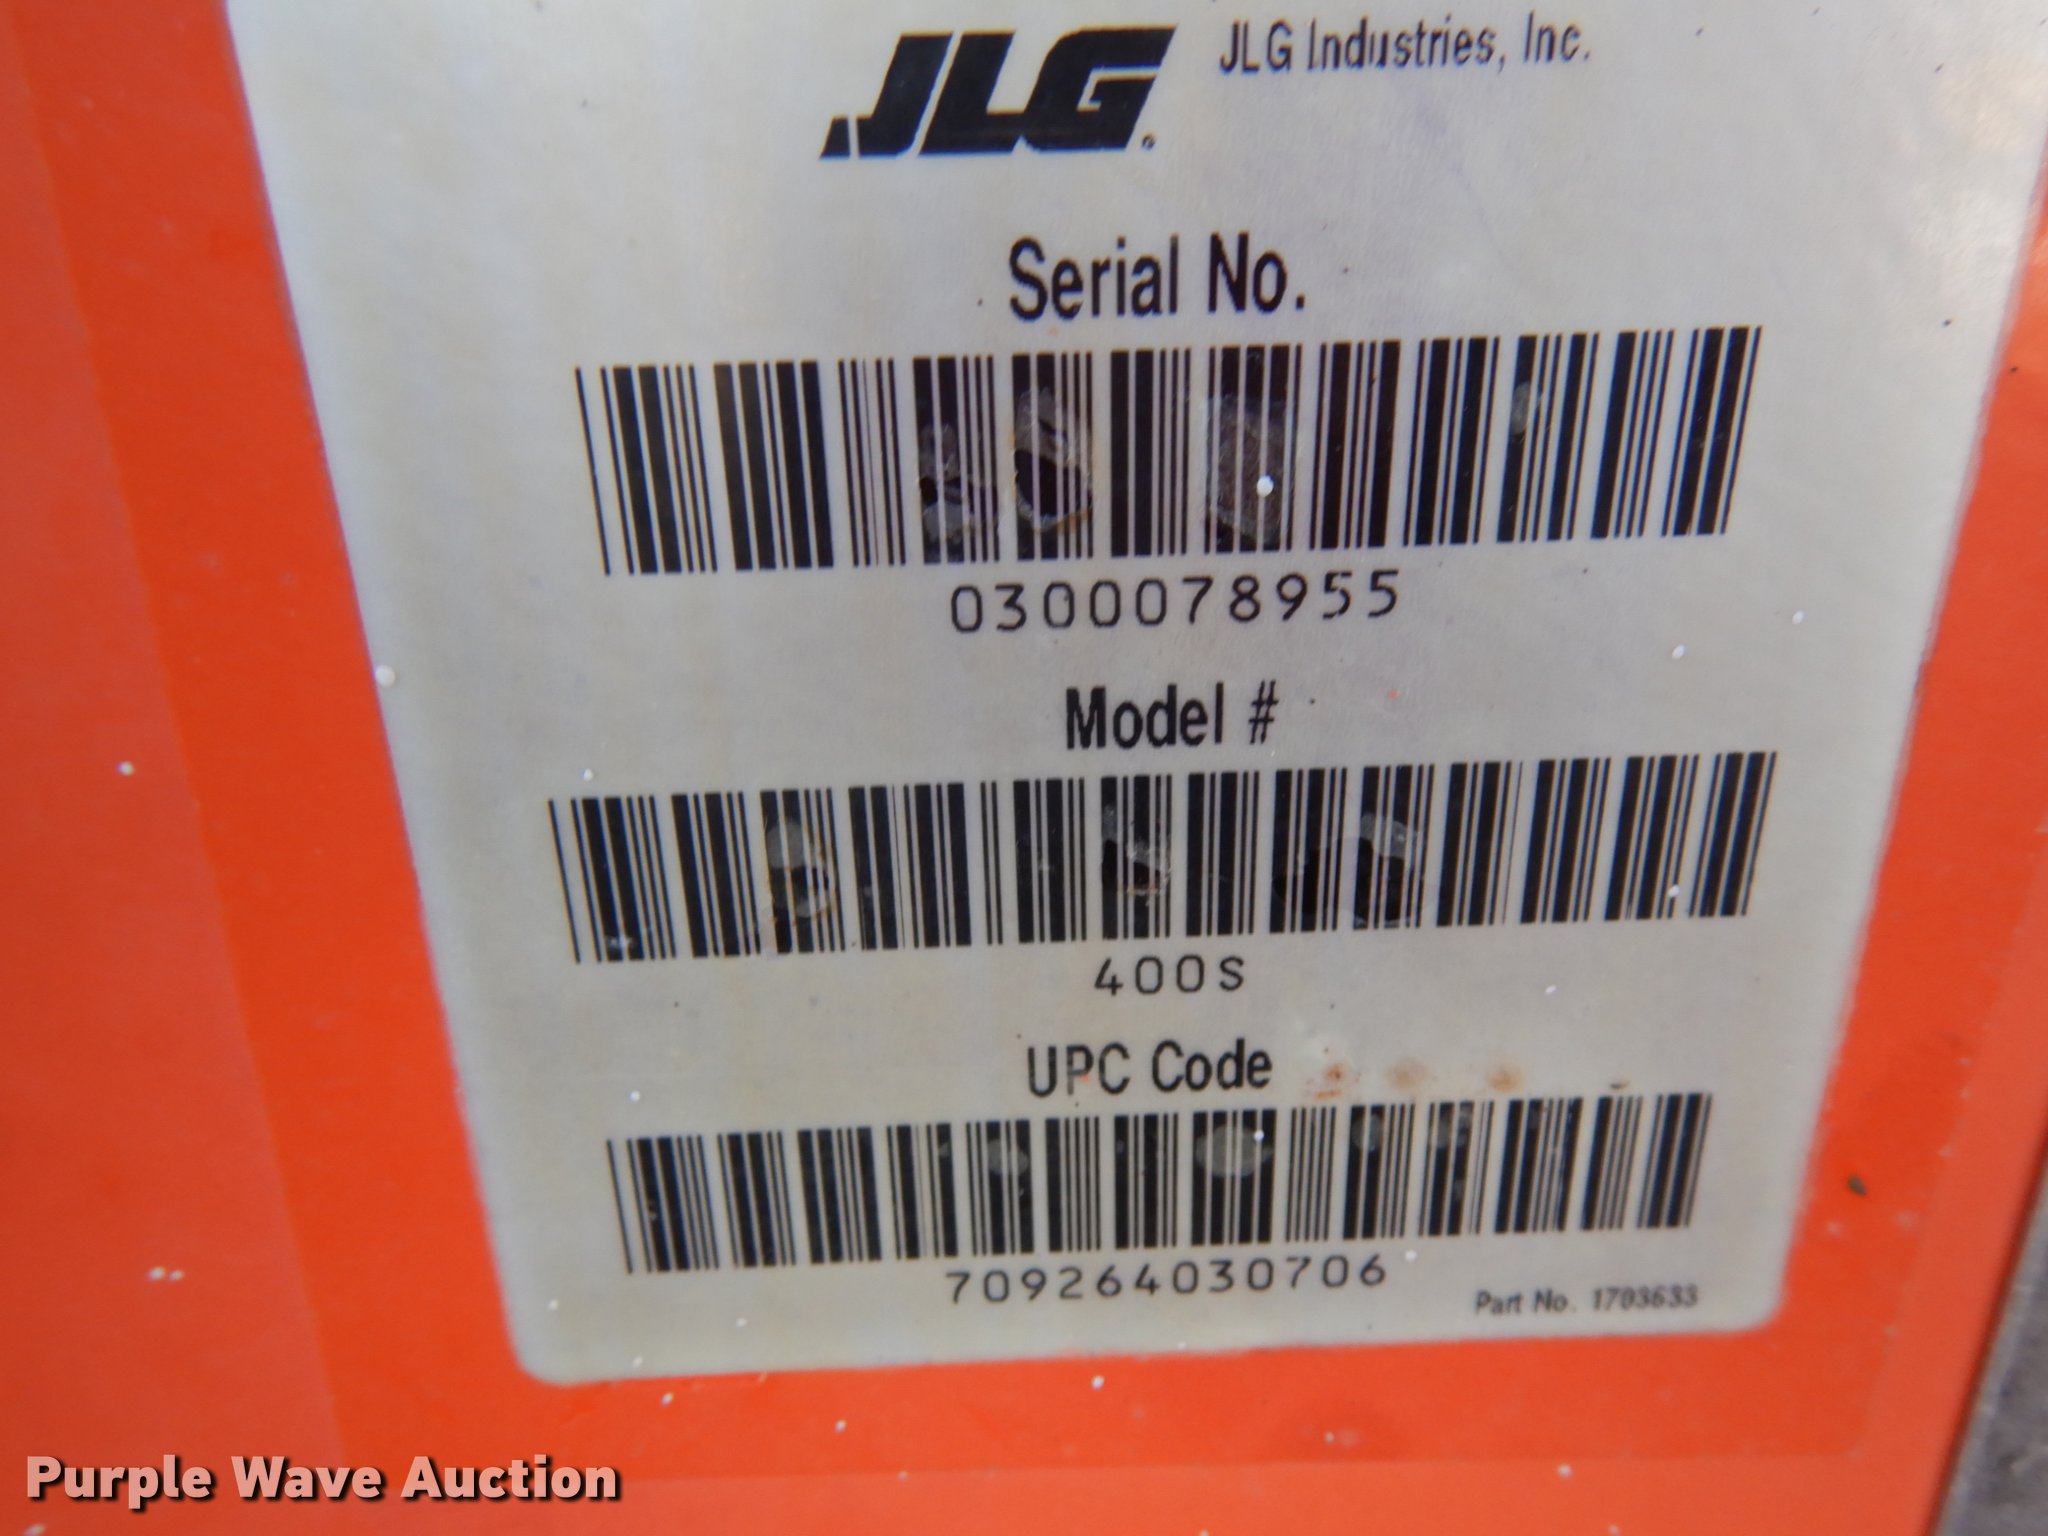 JLG JLG Industries, Inc.
Serial No.
0300078955
Model #
400S
UPC Code
709264030706
Part No. 1703633
Purple Wave Auction